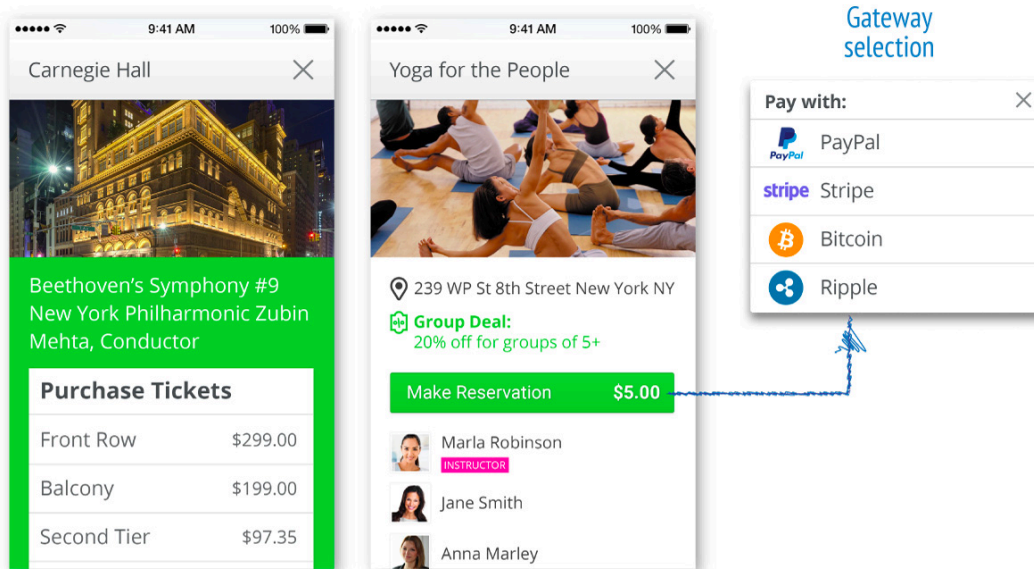 9:41 AM
100%
Carnegie Hall
Beethoven's Symphony #9
New York Philharmonic Zubin
Mehta, Conductor
Purchase Tickets
Front Row $299.00
Balcony $199.00
Second Tier $97.35
9:41 AM
100%
Yoga for the People
239 WP St 8th Street New York NY
Group Deal:
20% off for groups of 5+
Make Reservation $5.00
Marla Robinson
INSTRUCTOR
Jane Smith
Anna Marley
Gateway
selection
Pay with:
PayPal PayPal
stripe Stripe
Bitcoin
Ripple